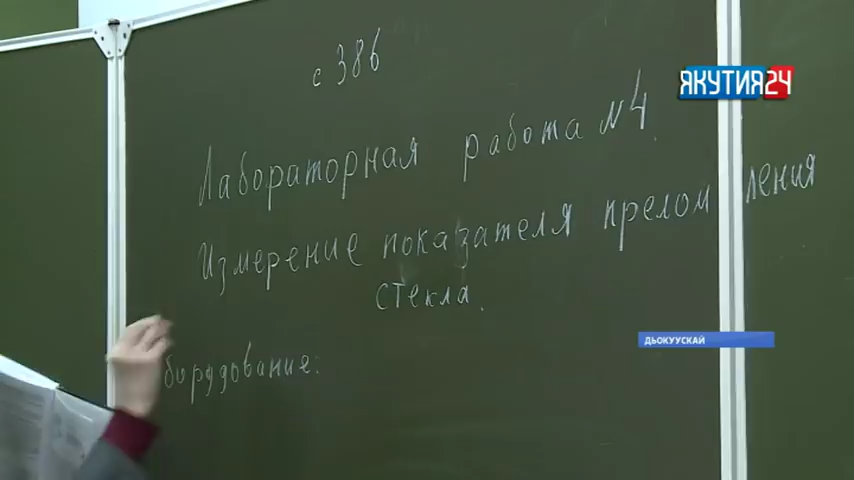 с 386
ЯКУТИЯ24
Лабораторная работа №4.
Измерение показателя преломления
стекла.
ДЬОКУУСКАЙ
борудование: